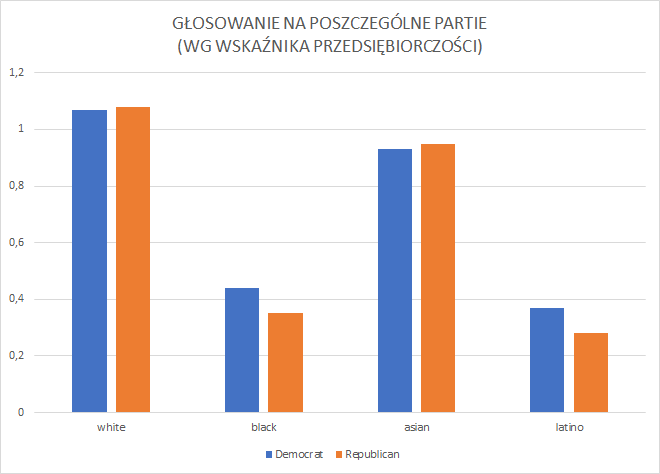 GŁOSOWANIE NA POSZCZEGÓLNE PARTIE
(WG WSKAŹNIKA PRZEDSIĘBIORCZOŚCI)
1,2
1
0,8
0,6
0,4
0,2
0
white black asian latino
Democrat Republican